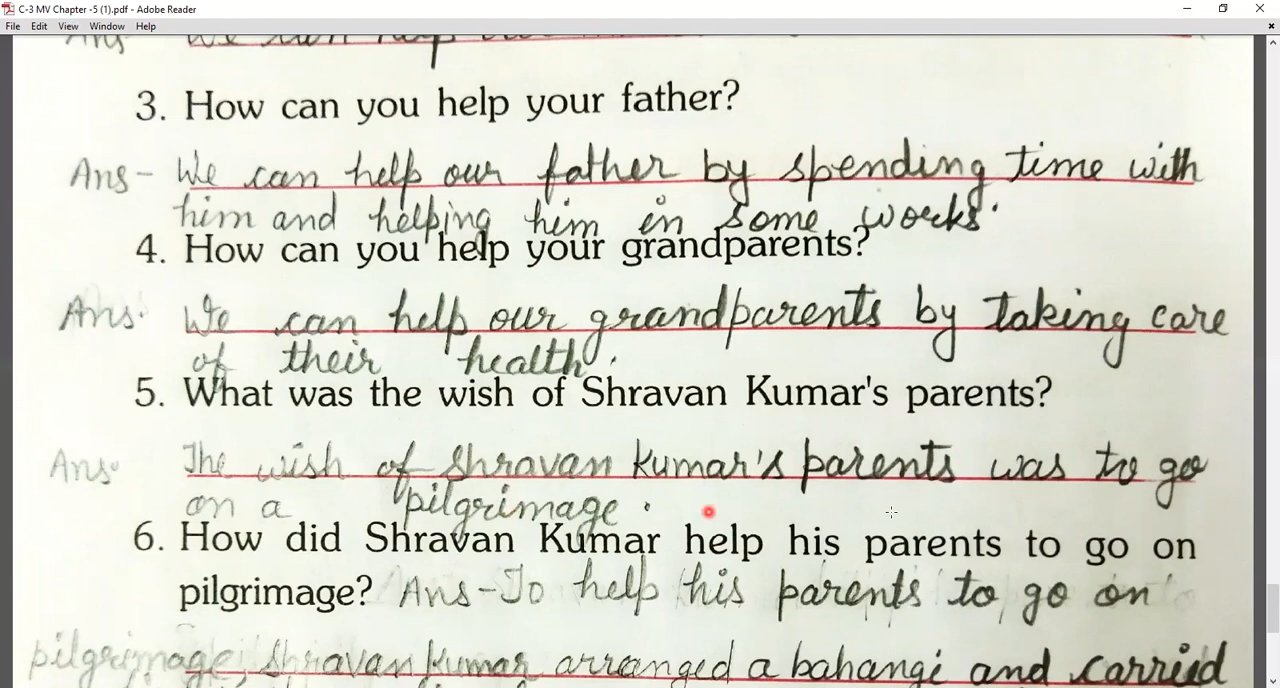 C-3 MV Chapter -5 (1).pdf - Adobe Reader
File Edit View Window Help
Ans We can help
3. How can you help your father?
Ans- We can help our father by spending time with
him and helping him in some works.
4. How can you help your grandparents?
Ans. We can help our grandparents by taking care
of their health.
5. What was the wish of Shravan Kumar's parents?
Ans. The wish of Shravan Kumar's parents was to go
on a pilgrimage.
6. How did Shravan Kumar help his parents to go on
pilgrimage? Ans-To help his parents to go on
pilgrimage, Shravan Kumar arranged a bahangi and carried